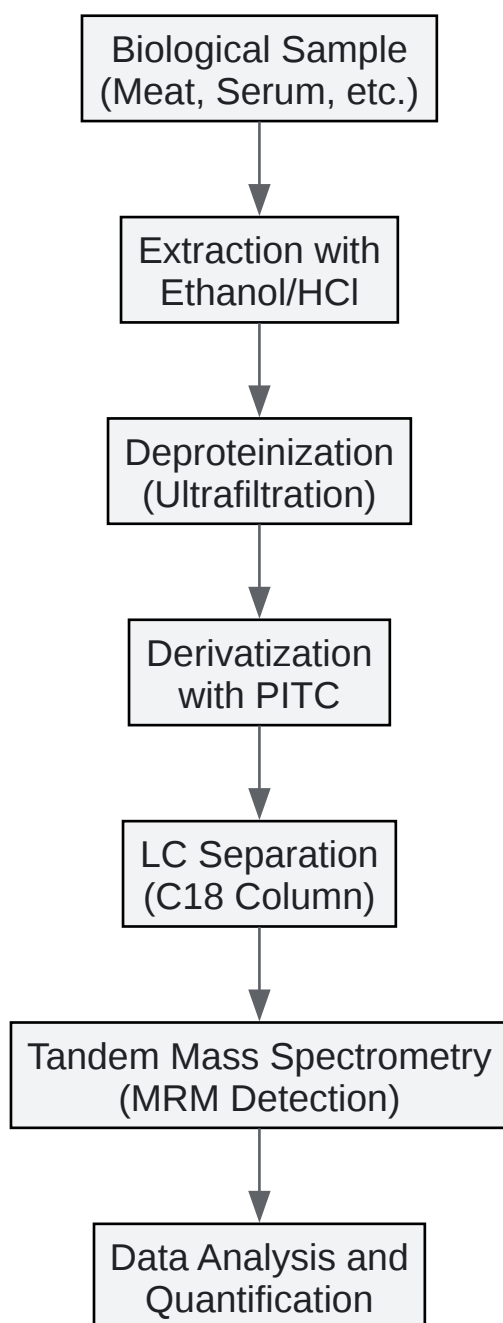 Biological Sample
(Meat, Serum, etc.)
Extraction with
Ethanol/HCl
Deproteinization
(Ultrafiltration)
Derivatization
with PITC
LC Separation
(C18 Column)
Tandem Mass Spectrometry
(MRM Detection)
Data Analysis and
Quantification